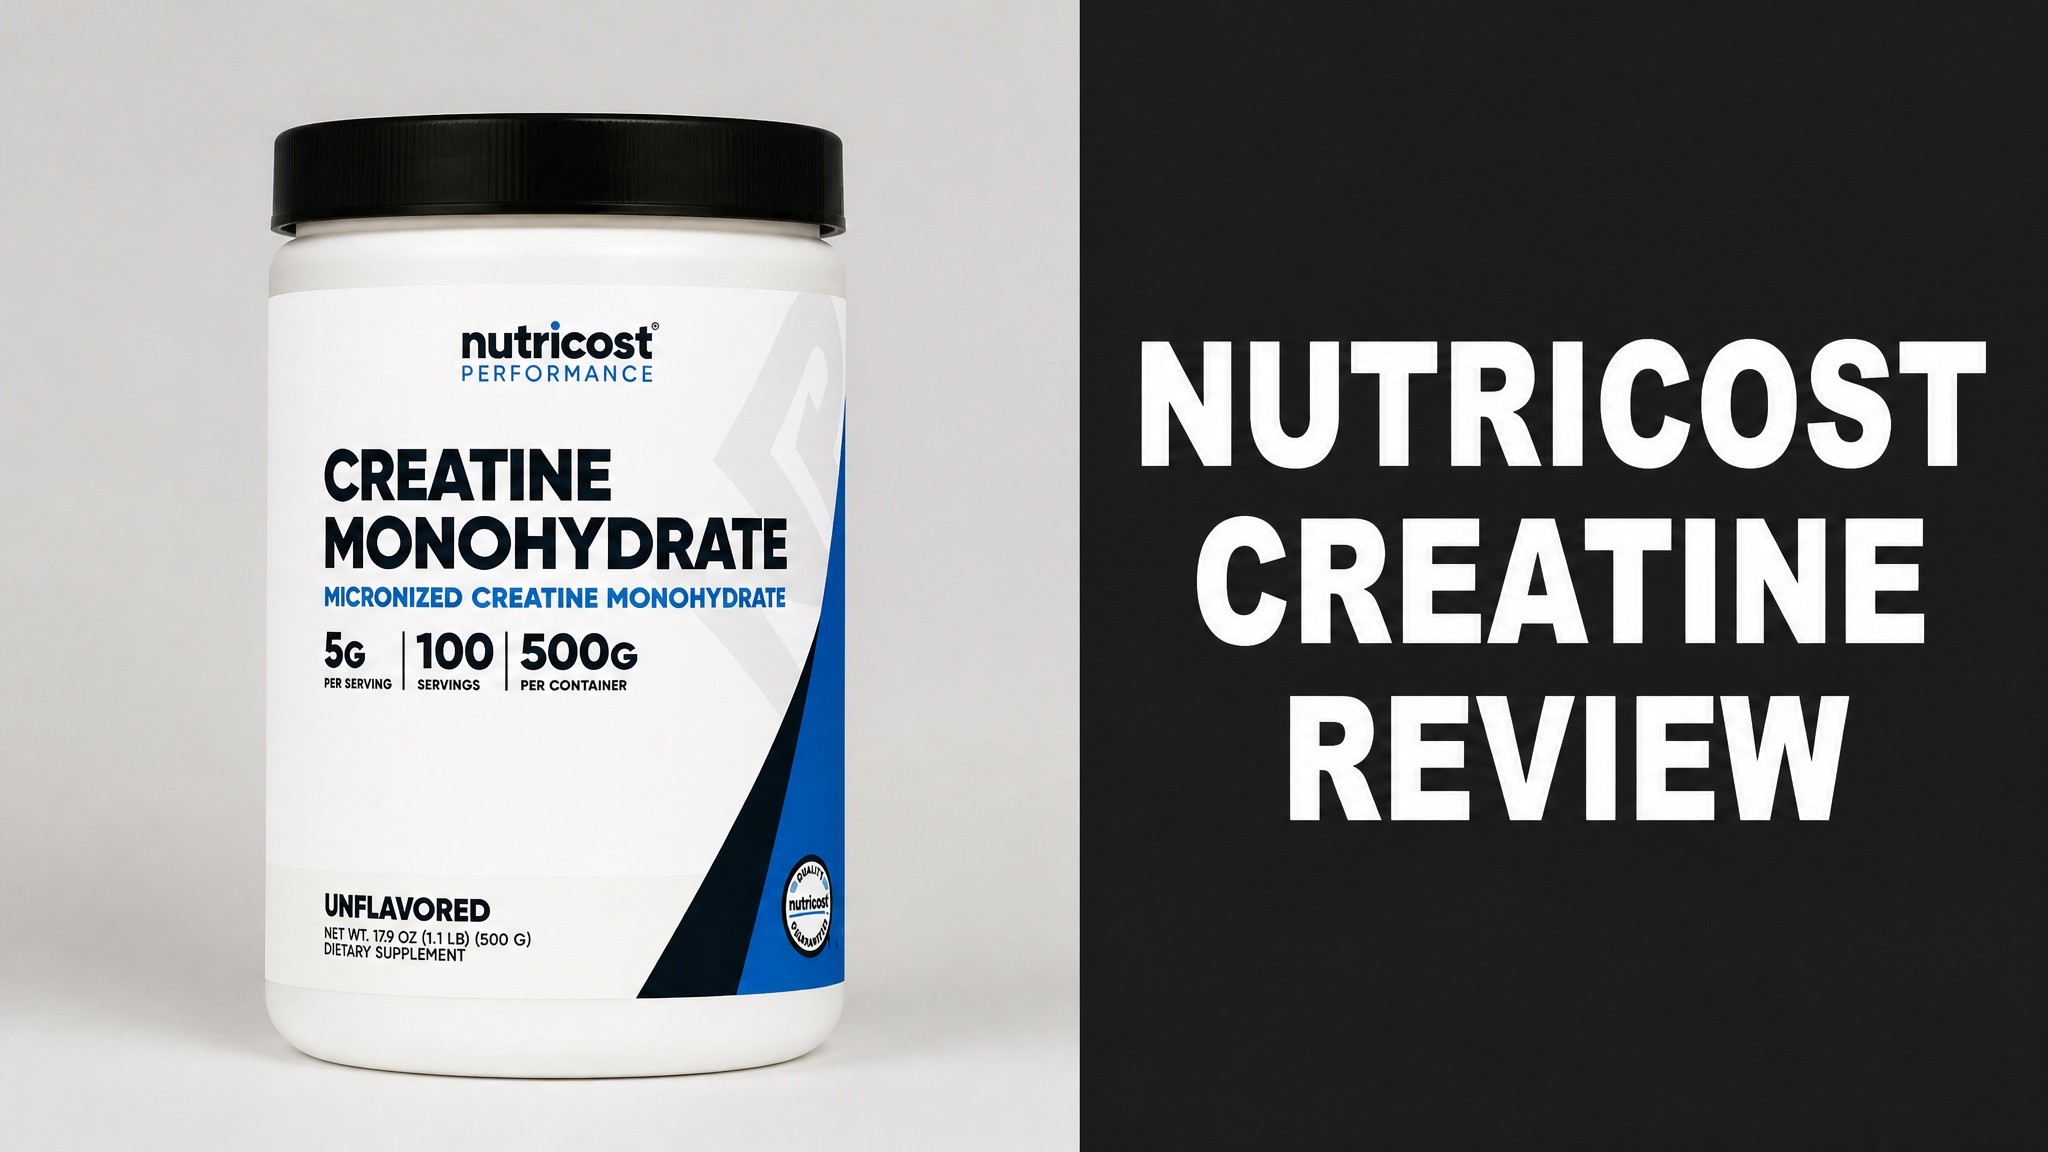 nutricost®
PERFORMANCE
CREATINE
MONOHYDRATE
MICRONIZED CREATINE MONOHYDRATE
5G
PER SERVING
100
SERVINGS
500G
PER CONTAINER
UNFLAVORED
NET WT. 17.9 OZ (1.1 LB) (500 G)
DIETARY SUPPLEMENT
QUALITY
nutricost
NUTRICOST
CREATINE
REVIEW